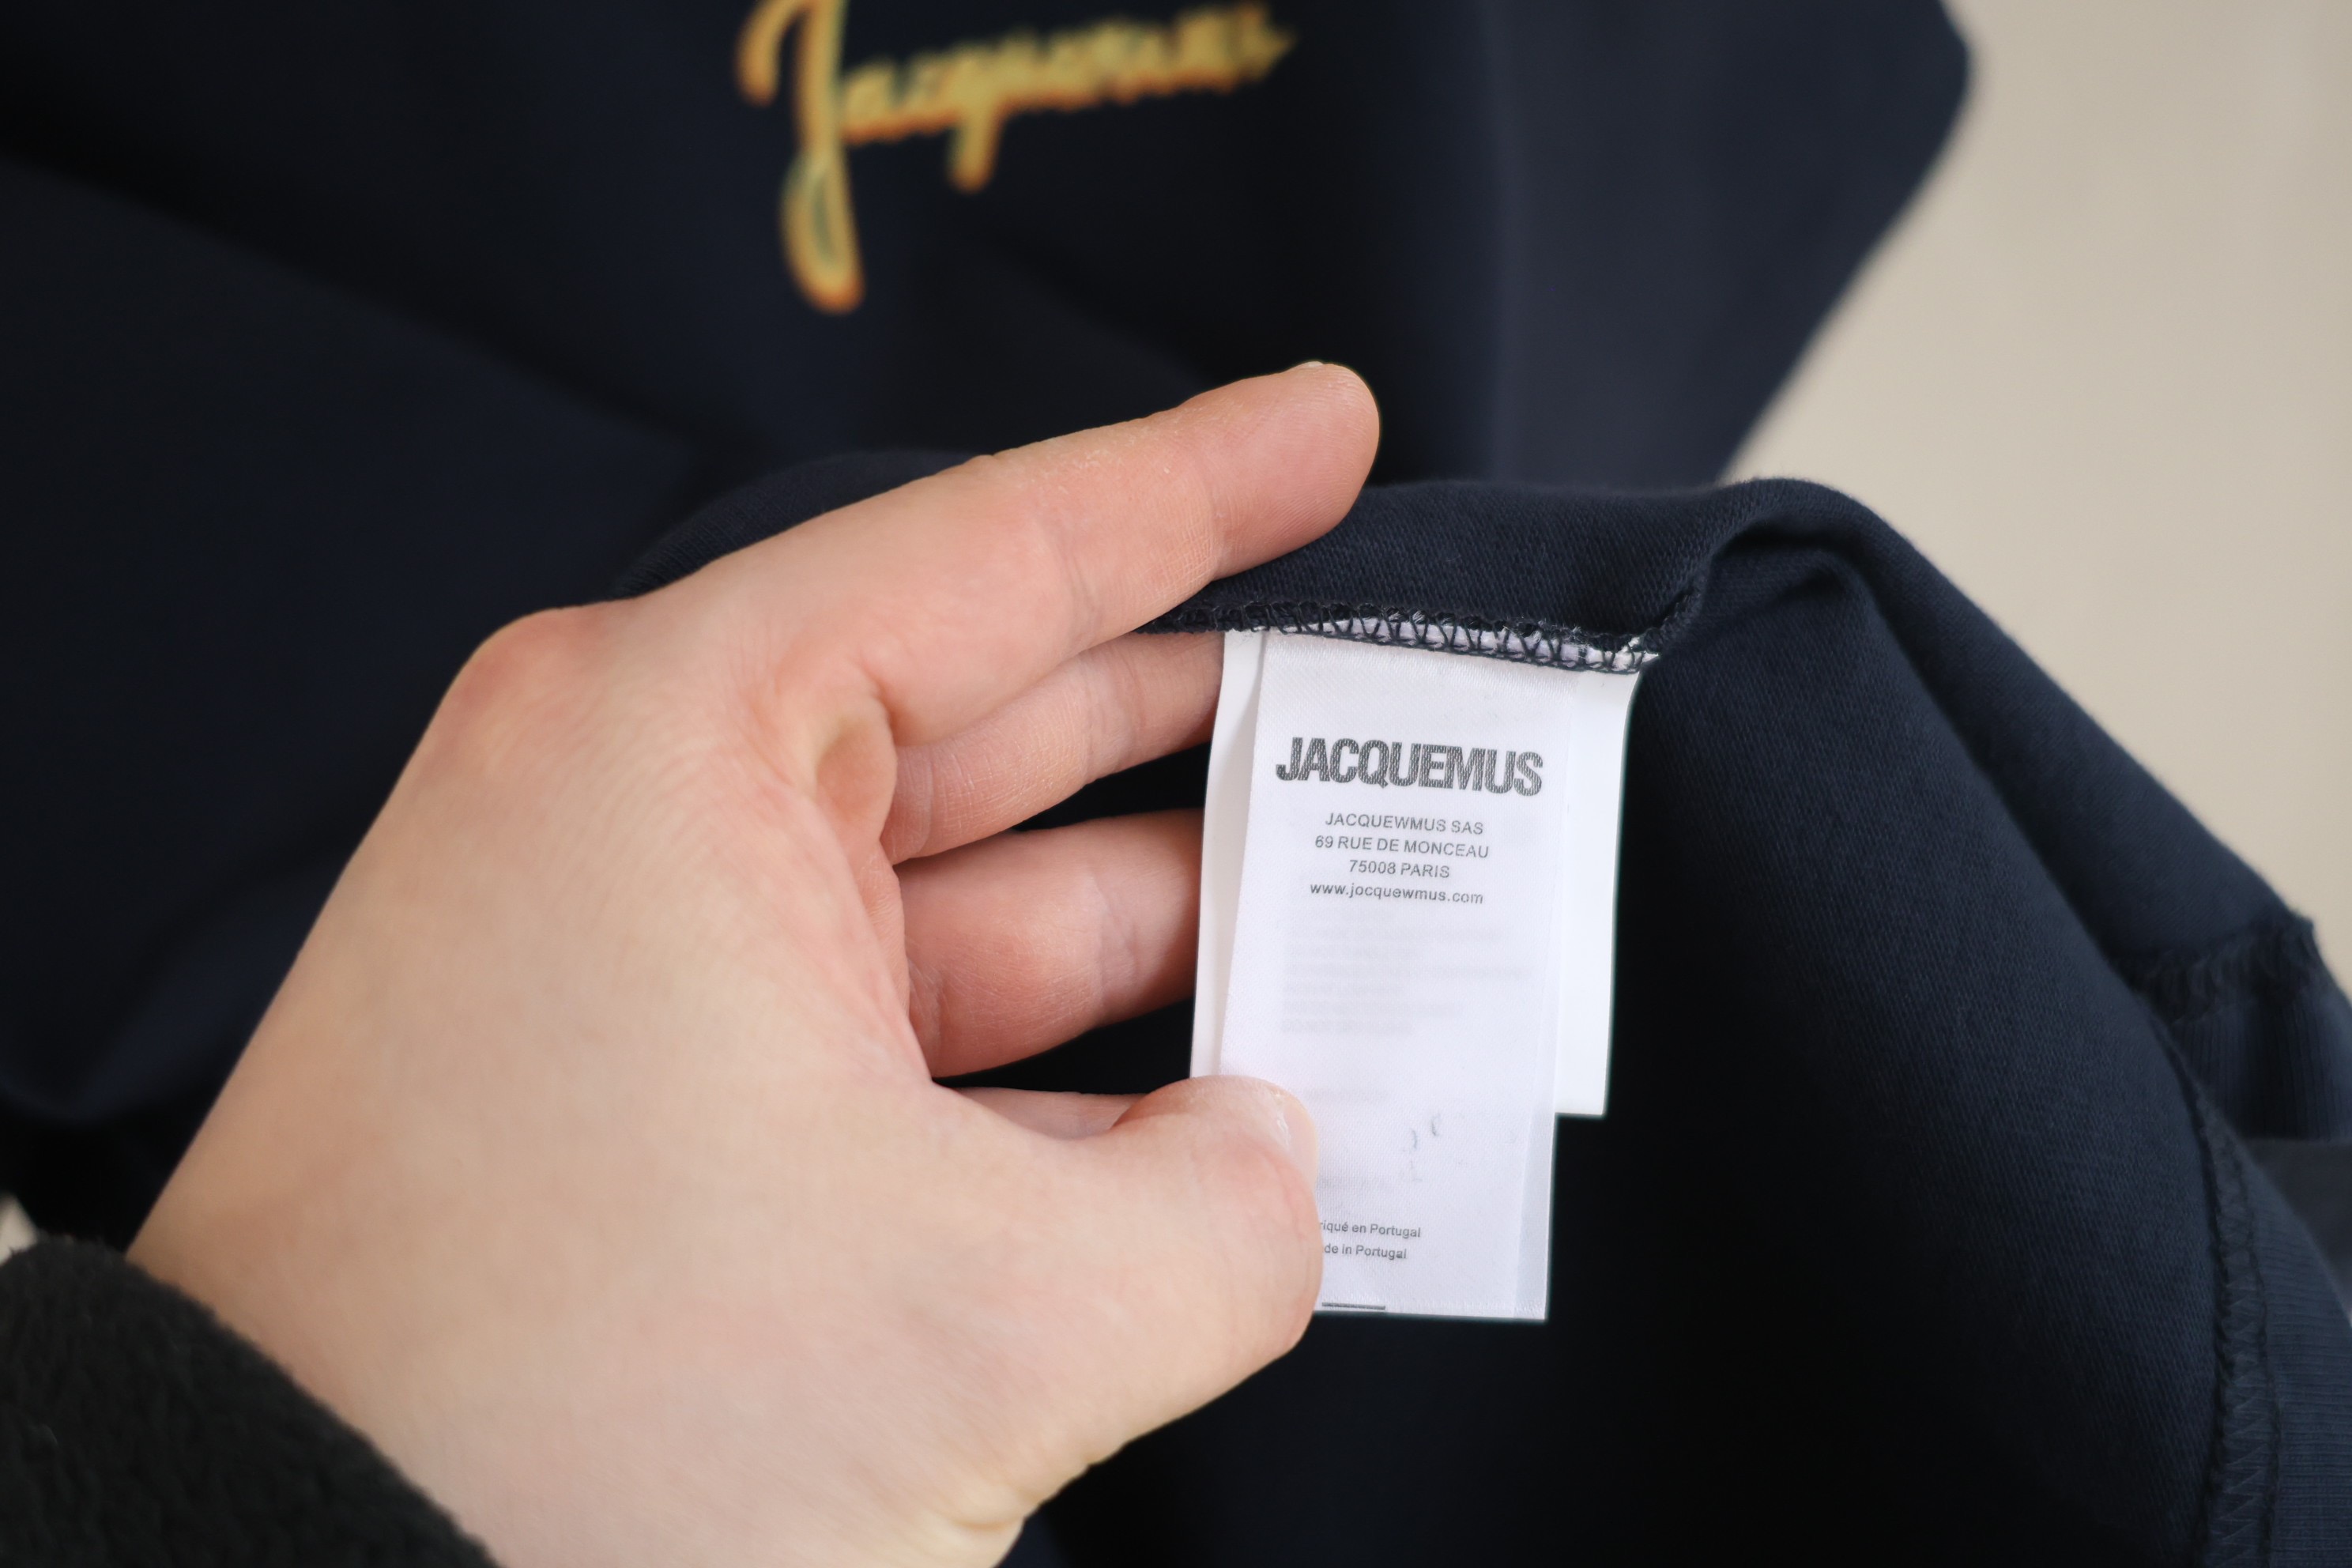 Jacquemus
JACQUEMUS
JACQUEWMUS SAS
69 RUE DE MONCEAU
75008 PARIS
www.jocquewmus.com
riqué en Portugal
de in Portugal